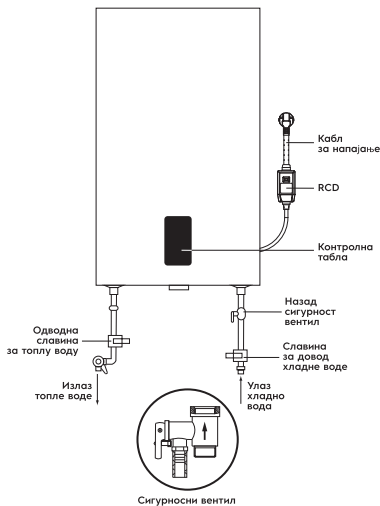 Кабл
за напајање
RCD
Контролна
табла
Назад
сигурност
вентил
Одводна
славина
за топлу воду
Славина
за довод
хладне воде
Излаз
топле воде
Улаз
хладно
вода
Сигурносни вентил